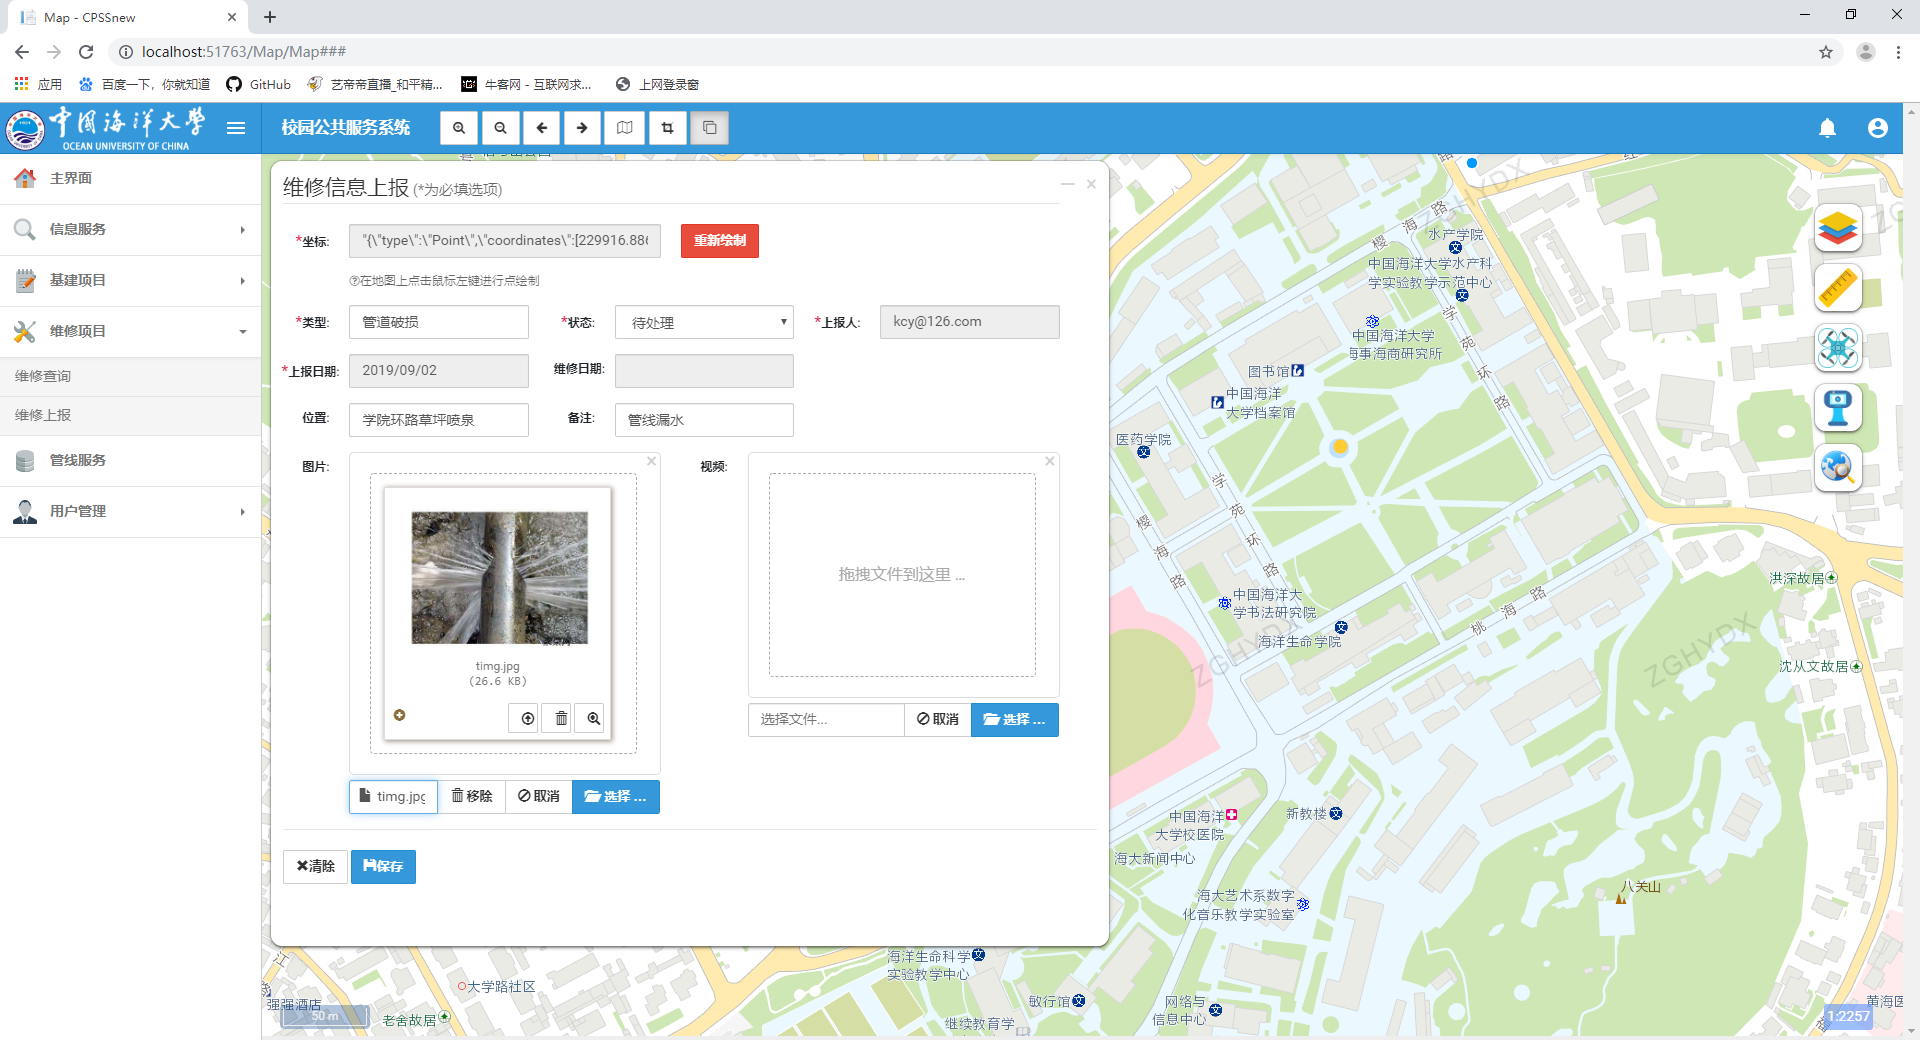 Map - CPSSnew
localhost:51763/Map/Map###
应用
百度一下，你就知道
GitHub
艺帝帝直播_和平精...
牛客网 - 互联网求...
上网登录窗
中国海洋大学
OCEAN UNIVERSITY OF CHINA
校园公共服务系统
主界面
信息服务
基建项目
维修项目
维修查询
维修上报
管线服务
用户管理
维修信息上报 (*为必填选项)
*坐标:
"{\"type\":\"Point\",\"coordinates\":[229916.886
重新绘制
?在地图上点击鼠标左键进行点绘制
*类型:
管道破损
*状态:
待处理
*上报人:
kcy@126.com
*上报日期:
2019/09/02
维修日期:
位置:
学院环路草坪喷泉
备注:
管线漏水
图片:
timg.jpg
(26.6 KB)
timg.jpg
移除
取消
选择 ...
视频:
拖拽文件到这里 ...
选择文件...
取消
选择 ...
清除
保存
樱海路
水产学院
中国海洋大学水产科
学实验教学示范中心
中国海洋大学
海事海商研究所
学苑环路
图书馆
中国海洋
大学档案馆
医药学院
学苑环路
樱海路
中国海洋大
学书法研究院
海洋生命学院
桃海路
洪深故居
沈从文故居
ZGHYDX
ZGHYDX
ZGHYDX
中国海洋
大学校医院
新教楼
海大新闻中心
海大艺术系数字
化音乐教学实验室
八关山
海洋生命科学
实验教学中心
大学路社区
强强酒店
50 m
老舍故居
敏行馆
网络与
信息中心
继续教育学
黄海医
1:2257